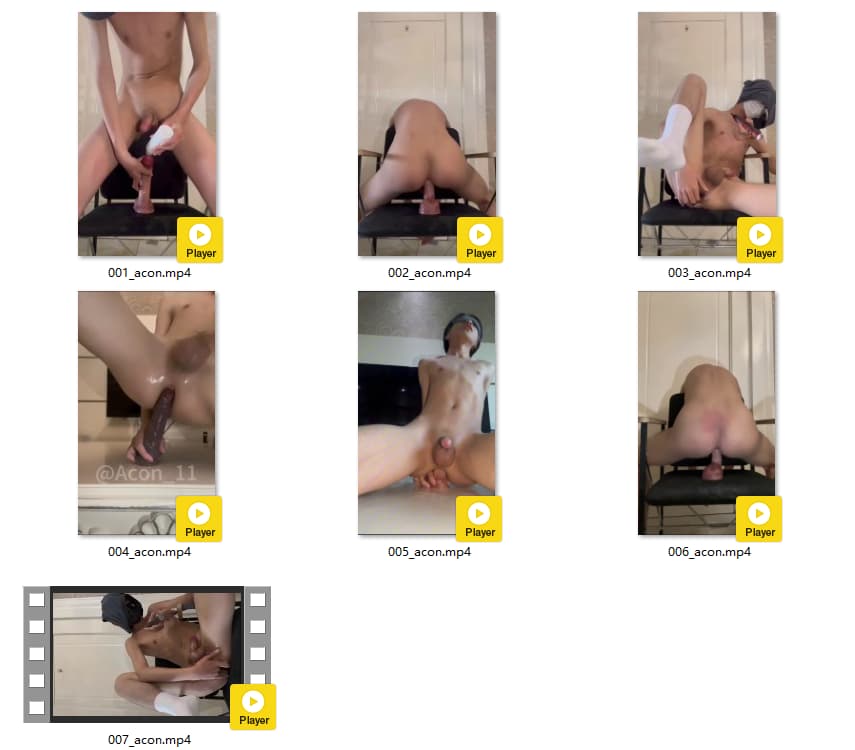 Player
Player
Player
001_acon.mp4
002_acon.mp4
003_acon.mp4
@Acon_11
Player
Player
Player
004_acon.mp4
005_acon.mp4
006_acon.mp4
Player
007_acon.mp4